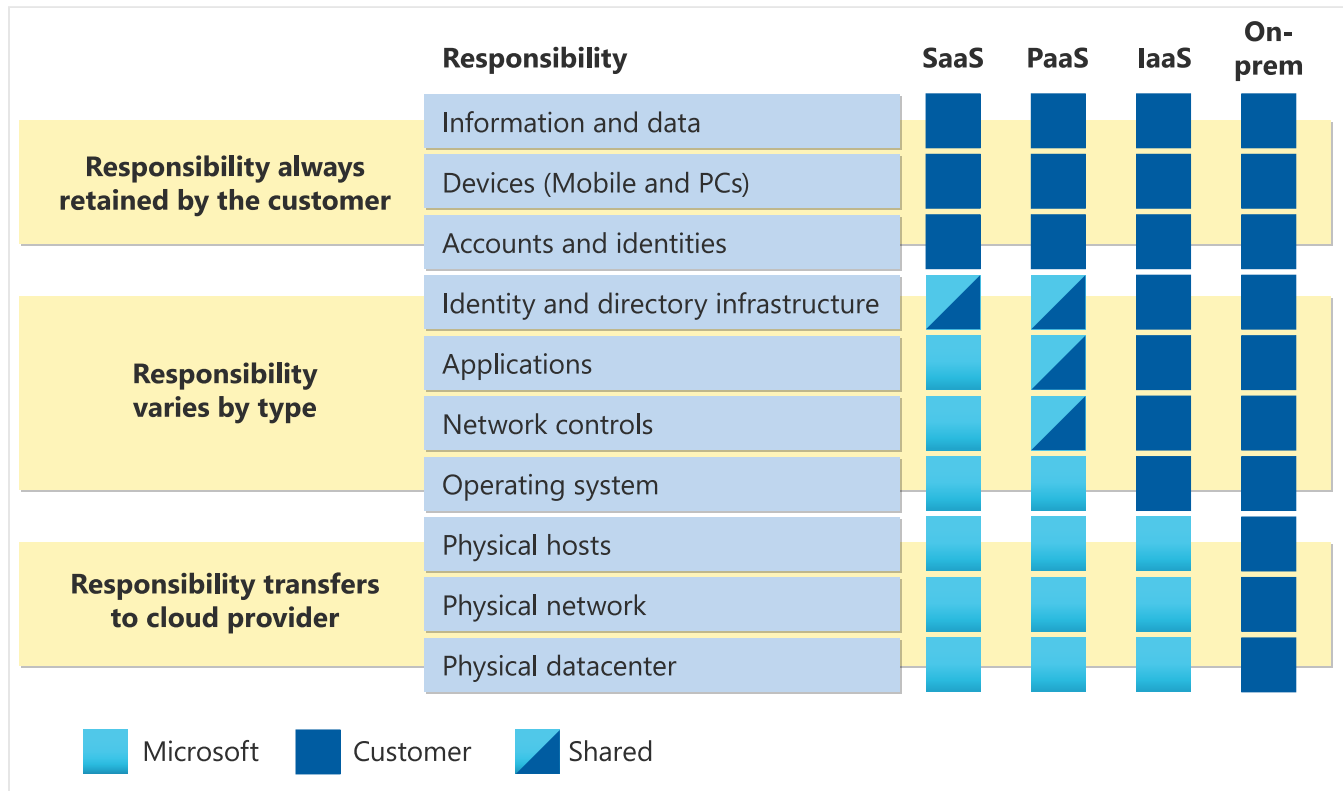 Responsibility SaaS PaaS IaaS On-
prem
Information and data
Devices (Mobile and PCs)
Accounts and identities
Responsibility always
retained by the customer
Identity and directory infrastructure
Applications
Network controls
Operating system
Responsibility
varies by type
Physical hosts
Physical network
Physical datacenter
Responsibility transfers
to cloud provider
Microsoft Customer Shared